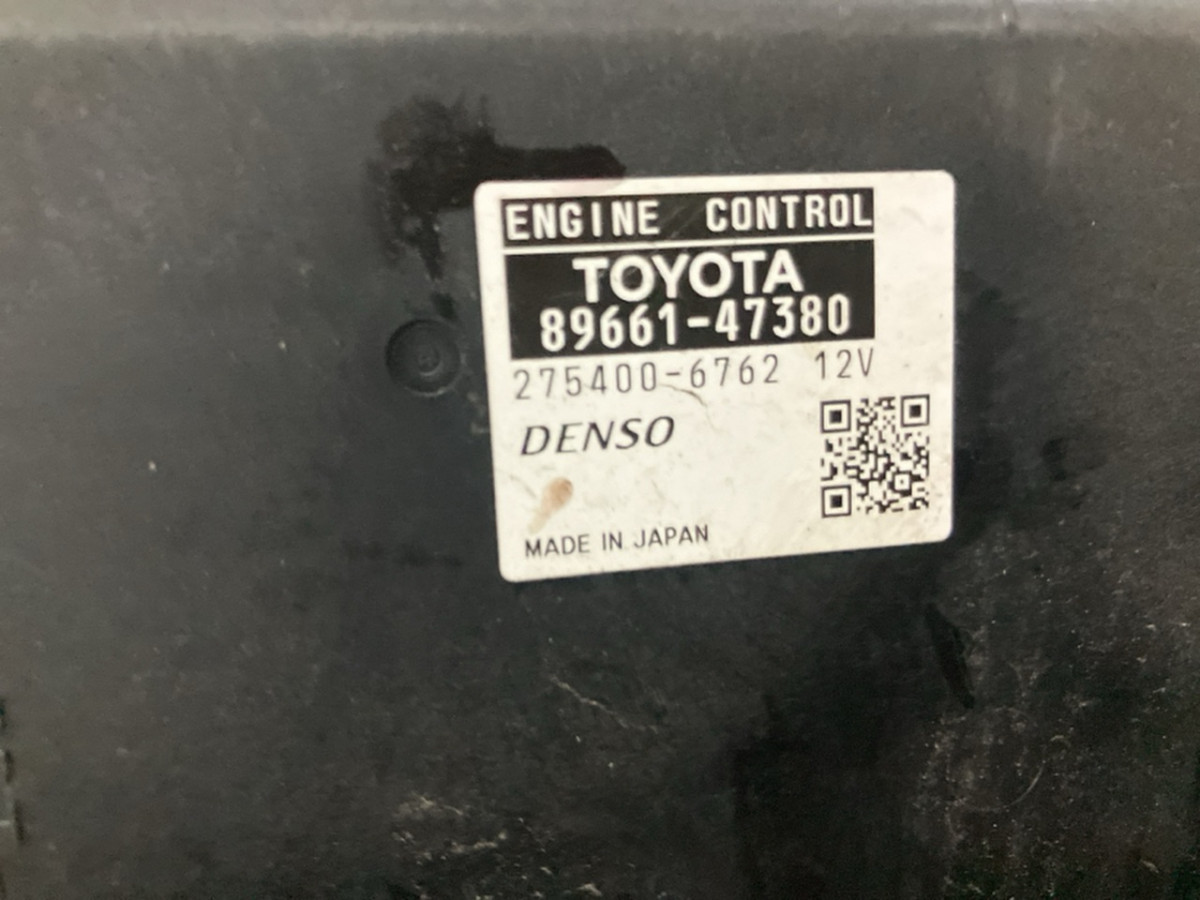 ENGINE CONTROL
TOYOTA
89661-47380
275400-6762 12V
DENSO
MADE IN JAPAN